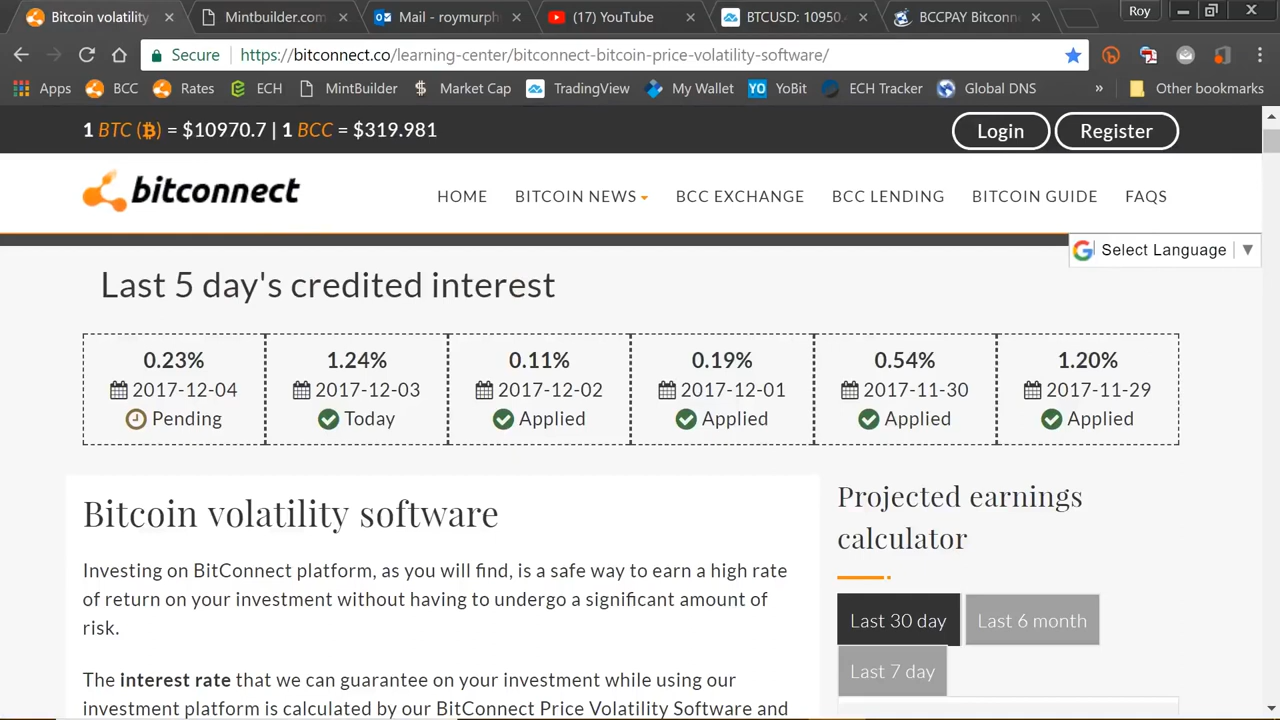 Bitcoin volatility
Mintbuilder.com
Mail - roymurph
(17) YouTube
BTCUSD: 10950.
BCCPAY Bitconn
Roy
Secure
https://bitconnect.co/learning-center/bitconnect-bitcoin-price-volatility-software/
Apps BCC Rates ECH MintBuilder Market Cap TradingView My Wallet YoBit ECH Tracker Global DNS » Other bookmarks
1 BTC (₿) = $10970.7 | 1 BCC = $319.981
Login
Register
bitconnect
HOME BITCOIN NEWS BCC EXCHANGE BCC LENDING BITCOIN GUIDE FAQS
Select Language ▼
Last 5 day's credited interest
0.23% 1.24% 0.11% 0.19% 0.54% 1.20%
2017-12-04 2017-12-03 2017-12-02 2017-12-01 2017-11-30 2017-11-29
Pending Today Applied Applied Applied Applied
Bitcoin volatility software
Investing on BitConnect platform, as you will find, is a safe way to earn a high rate
of return on your investment without having to undergo a significant amount of
risk.
The interest rate that we can guarantee on your investment while using our
investment platform is calculated by our BitConnect Price Volatility Software and
Projected earnings
calculator
Last 30 day
Last 6 month
Last 7 day